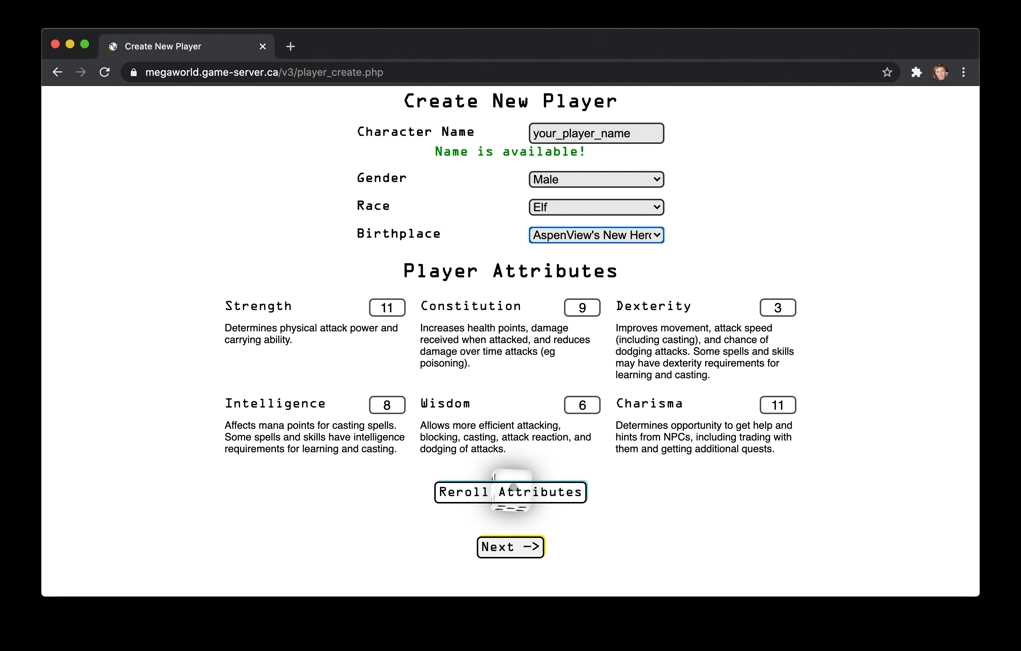 Create New Player
megaworld.game-server.ca/v3/player_create.php
Create New Player
Character Name your_player_name
Name is available!
Gender Male
Race Elf
Birthplace AspenView's New Hero
Player Attributes
Strength 11 Constitution 9 Dexterity 3
Determines physical attack power and
carrying ability.
Increases health points, damage
received when attacked, and reduces
damage over time attacks (eg
poisoning).
Improves movement, attack speed
(including casting), and chance of
dodging attacks. Some spells and skills
may have dexterity requirements for
learning and casting.
Intelligence 8 Wisdom 6 Charisma 11
Affects mana points for casting spells.
Some spells and skills have intelligence
requirements for learning and casting.
Allows more efficient attacking,
blocking, casting, attack reaction, and
dodging of attacks.
Determines opportunity to get help and
hints from NPCs, including trading with
them and getting additional quests.
Reroll Attributes
Next ->